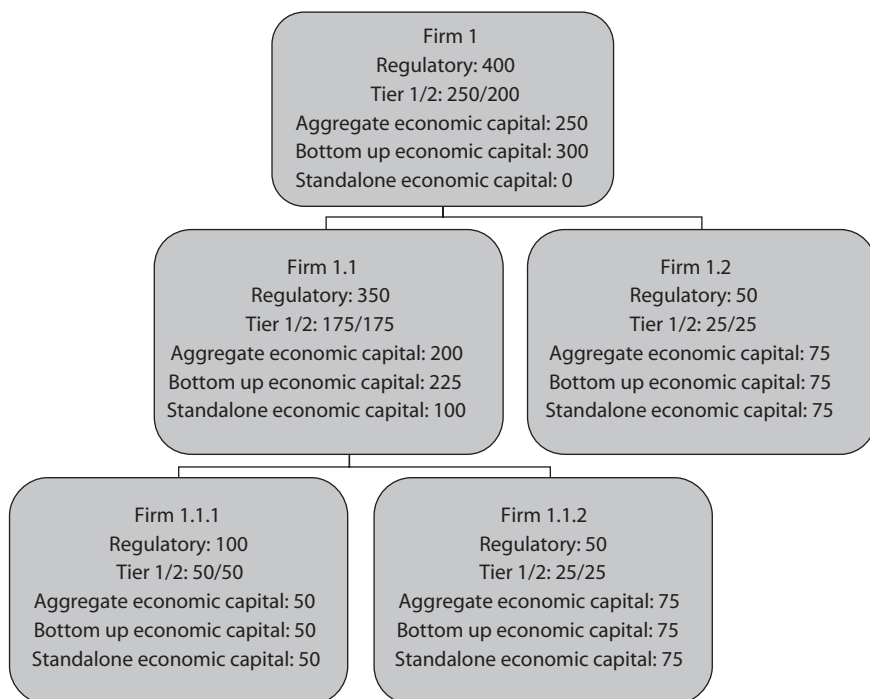 Firm 1
Regulatory: 400
Tier 1/2: 250/200
Aggregate economic capital: 250
Bottom up economic capital: 300
Standalone economic capital: 0
Firm 1.1
Regulatory: 350
Tier 1/2: 175/175
Aggregate economic capital: 200
Bottom up economic capital: 225
Standalone economic capital: 100
Firm 1.2
Regulatory: 50
Tier 1/2: 25/25
Aggregate economic capital: 75
Bottom up economic capital: 75
Standalone economic capital: 75
Firm 1.1.1
Regulatory: 100
Tier 1/2: 50/50
Aggregate economic capital: 50
Bottom up economic capital: 50
Standalone economic capital: 50
Firm 1.1.2
Regulatory: 50
Tier 1/2: 25/25
Aggregate economic capital: 75
Bottom up economic capital: 75
Standalone economic capital: 75